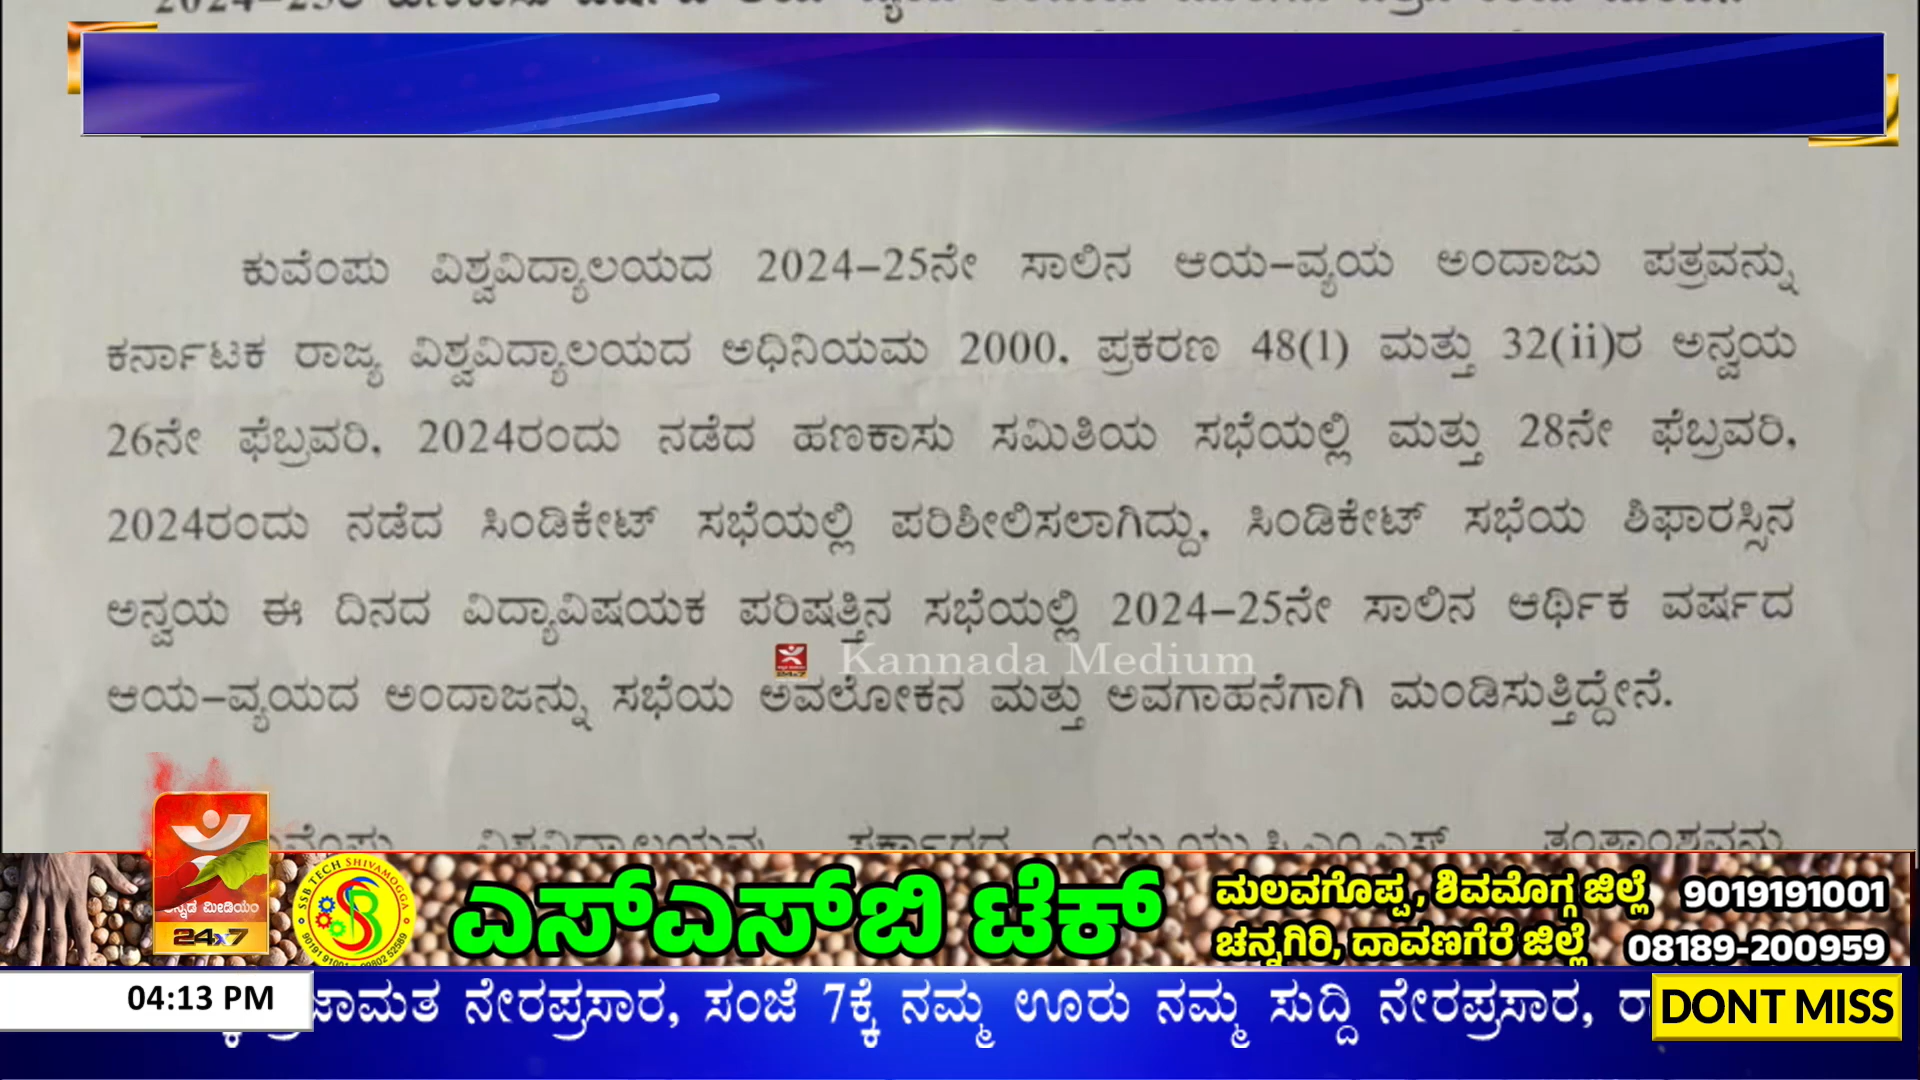 ಕುವೆಂಪು ವಿಶ್ವವಿದ್ಯಾಲಯದ 2024–25ನೇ ಸಾಲಿನ ಆಯ–ವ್ಯಯ ಅಂದಾಜು ಪತ್ರವನ್ನು
ಕರ್ನಾಟಕ ರಾಜ್ಯ ವಿಶ್ವವಿದ್ಯಾಲಯದ ಅಧಿನಿಯಮ 2000, ಪ್ರಕರಣ 48(1) ಮತ್ತು 32(ii)ರ ಅನ್ವಯ
26ನೇ ಫೆಬ್ರವರಿ, 2024ರಂದು ನಡೆದ ಹಣಕಾಸು ಸಮಿತಿಯ ಸಭೆಯಲ್ಲಿ ಮತ್ತು 28ನೇ ಫೆಬ್ರವರಿ,
2024ರಂದು ನಡೆದ ಸಿಂಡಿಕೇಟ್ ಸಭೆಯಲ್ಲಿ ಪರಿಶೀಲಿಸಲಾಗಿದ್ದು, ಸಿಂಡಿಕೇಟ್ ಸಭೆಯ ಶಿಫಾರಸ್ಸಿನ
ಅನ್ವಯ ಈ ದಿನದ ವಿದ್ಯಾವಿಷಯಕ ಪರಿಷತ್ತಿನ ಸಭೆಯಲ್ಲಿ 2024–25ನೇ ಸಾಲಿನ ಆರ್ಥಿಕ ವರ್ಷದ
Kannada Medium
ಆಯ–ವ್ಯಯದ ಅಂದಾಜನ್ನು ಸಭೆಯ ಅವಲೋಕನ ಮತ್ತು ಅವಗಾಹನೆಗಾಗಿ ಮಂಡಿಸುತ್ತಿದ್ದೇನೆ.
24x7
SSB TECH SHIVAMOGGA
ಎಸ್‌ಎಸ್‌ಬಿ ಟೆಕ್
ಮಲವಗೊಪ್ಪ, ಶಿವಮೊಗ್ಗ ಜಿಲ್ಲೆ 9019191001
ಚನ್ನಗಿರಿ, ದಾವಣಗೆರೆ ಜಿಲ್ಲೆ 08189-200959
04:13 PM
ನೇರಪ್ರಸಾರ, ಸಂಜೆ 7ಕ್ಕೆ ನಮ್ಮ ಊರು ನಮ್ಮ ಸುದ್ದಿ ನೇರಪ್ರಸಾರ,
DONT MISS